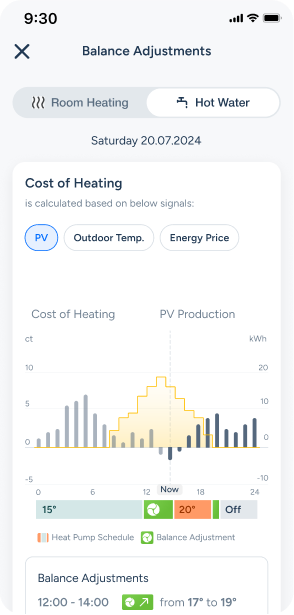 9:30
Balance Adjustments
Room Heating
Hot Water
Saturday 20.07.2024
Cost of Heating
is calculated based on below signals:
PV
Outdoor Temp.
Energy Price
Cost of Heating
PV Production
ct
kWh
10
20
5
10
0
0
-5
-10
0
6
12
Now
18
24
15°
20°
Off
Heat Pump Schedule
Balance Adjustment
Balance Adjustments
12:00 - 14:00
from 17° to 19°